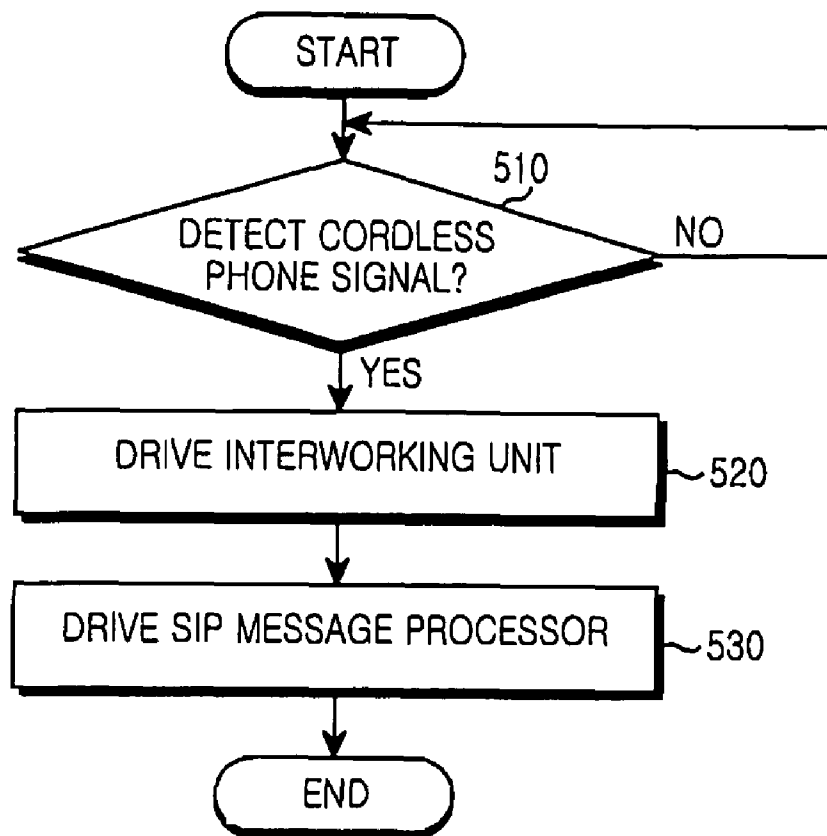 START
510
DETECT CORDLESS
PHONE SIGNAL?
NO
YES
DRIVE INTERWORKING UNIT
520
DRIVE SIP MESSAGE PROCESSOR
530
END